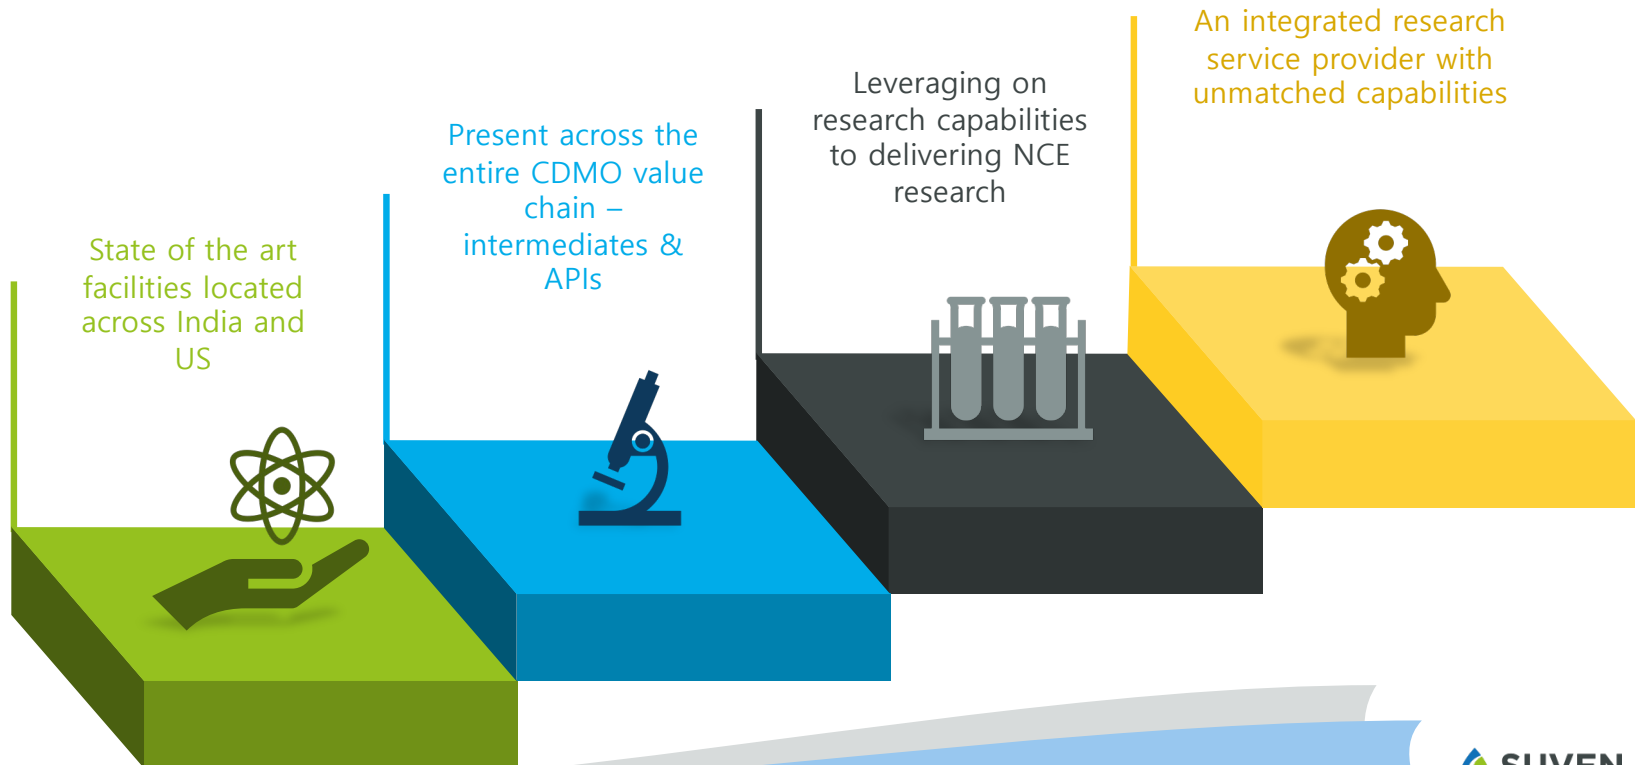 State of the art
facilities located
across India and
US
Present across the
entire CDMO value
chain –
intermediates &
APIs
Leveraging on
research capabilities
to delivering NCE
research
An integrated research
service provider with
unmatched capabilities
SUVEN